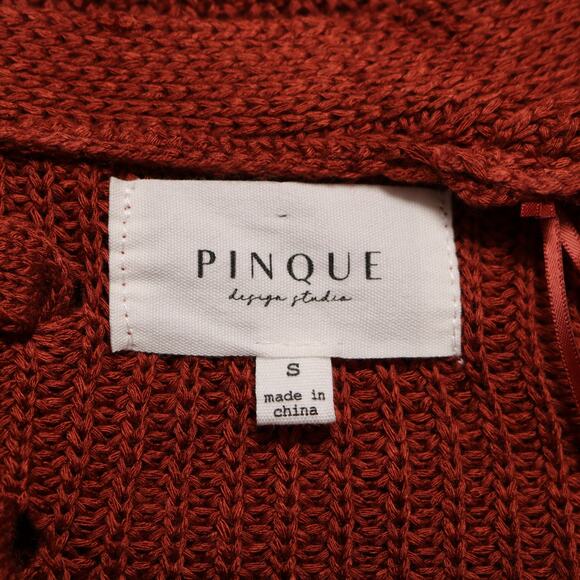 PINQUE
design studio
S
made in
china